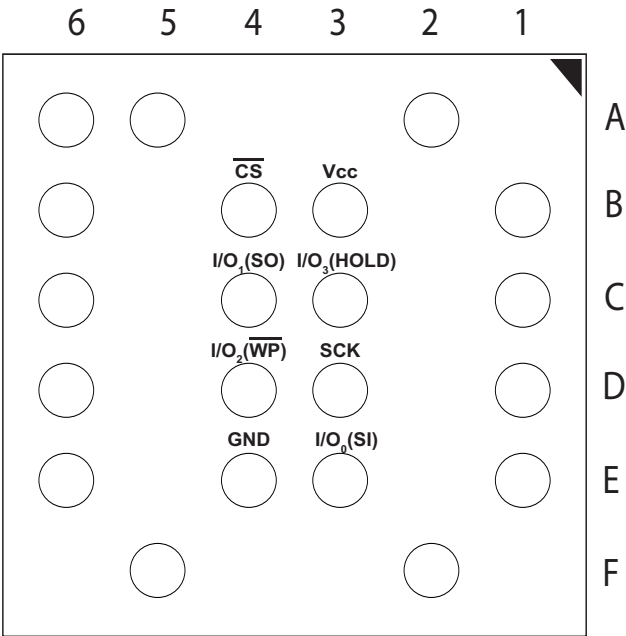 6 5 4 3 2 1
A
CS Vcc
B
I/O₁(SO) I/O₃(HOLD)
C
I/O₂(WP) SCK
D
GND I/O₀(SI)
E
F